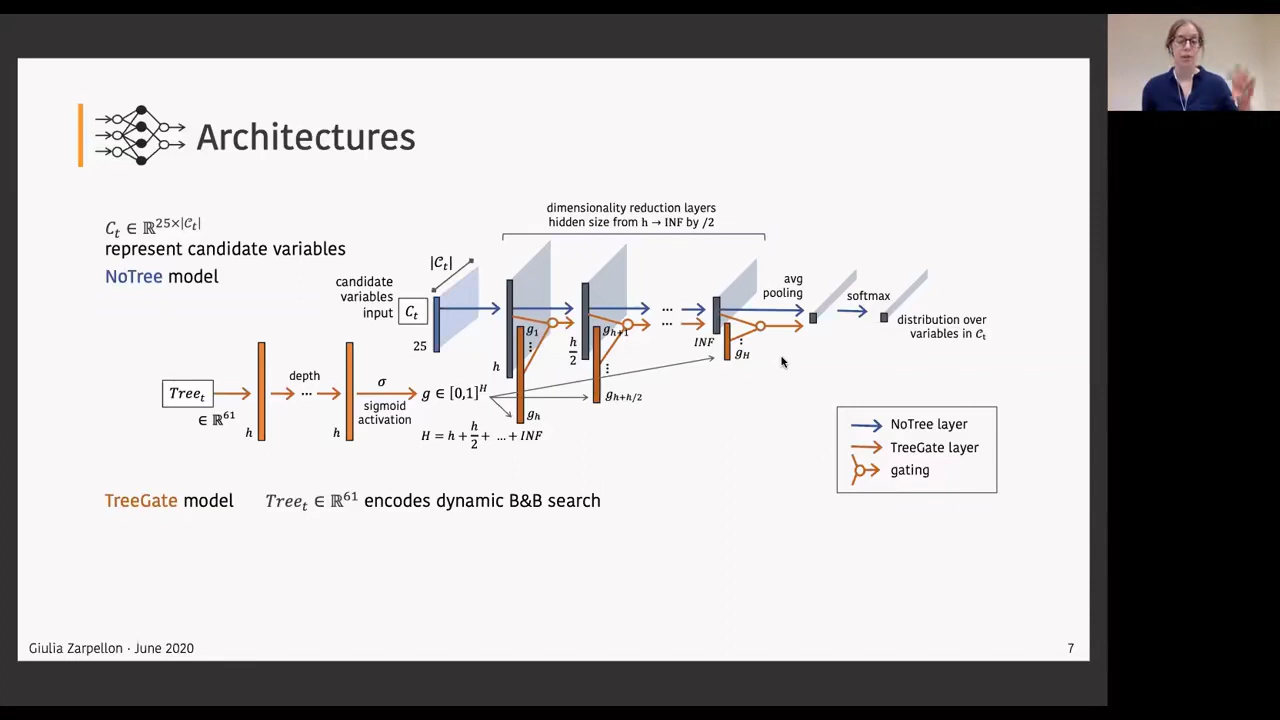 Architectures
C_t ∈ ℝ^{25×|𝒞_t|}
represent candidate variables
NoTree model
dimensionality reduction layers
hidden size from h → INF by /2
|𝒞_t|
candidate
variables
input
C_t
25
h
g_1
⋮
g_h
h/2
g_{h+1}
⋮
g_{h+h/2}
...
...
INF
⋮
g_H
avg
pooling
softmax
distribution over
variables in 𝒞_t
Tree_t
∈ ℝ^{61}
h
depth
...
h
σ
sigmoid
activation
g ∈ [0,1]^H
H = h + h/2 + ... + INF
NoTree layer
TreeGate layer
gating
TreeGate model Tree_t ∈ ℝ^{61} encodes dynamic B&B search
Giulia Zarpellon · June 2020
7